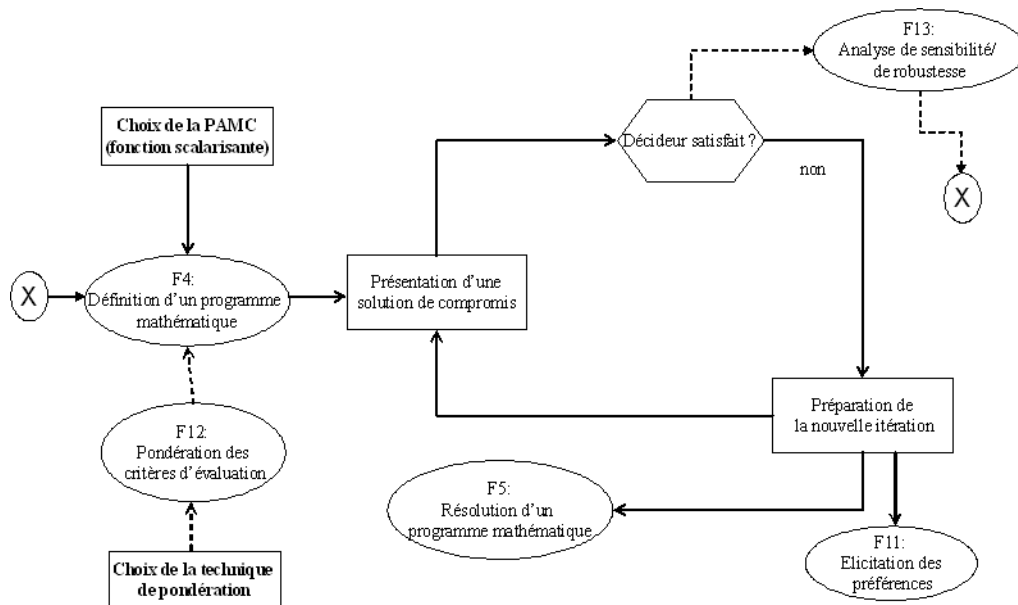 F13:
Analyse de sensibilité/
de robustesse
Choix de la PAMC
(fonction scalarisante)
Décideur satisfait ?
non
X
F4:
Définition d'un programme
mathématique
X
Présentation d'une
solution de compromis
Préparation de
la nouvelle itération
F12:
Pondération des
critères d'évaluation
F5:
Résolution d'un
programme mathématique
F11:
Elicitation des
préférences
Choix de la technique
de pondération